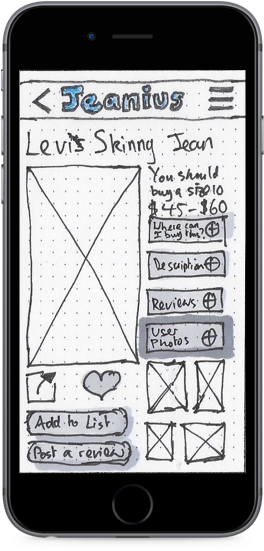 Jeanius
Levi's Skinny Jean
You should
buy a size 10
$45-$60
Where can
I buy this?
Description
Reviews
User
Photos
Add to List
Post a review